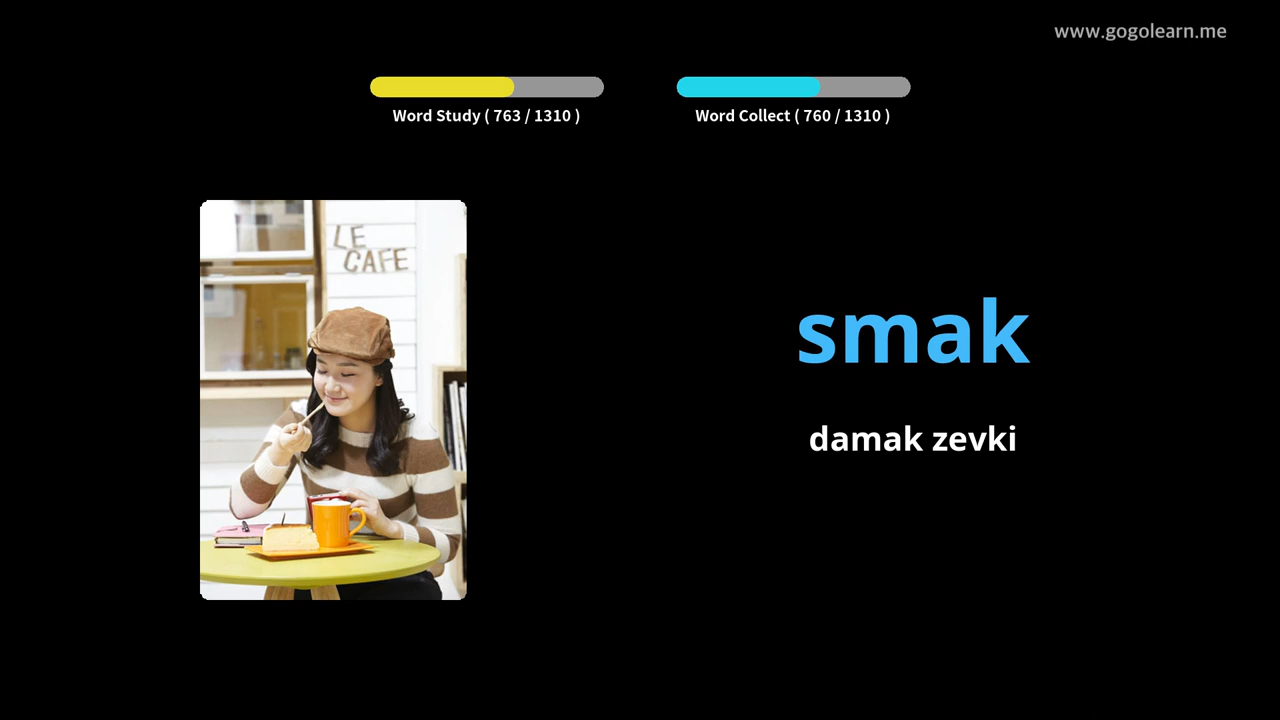 www.gogolearn.me
Word Study ( 763 / 1310 )
Word Collect ( 760 / 1310 )
LE
CAFE
smak
damak zevki